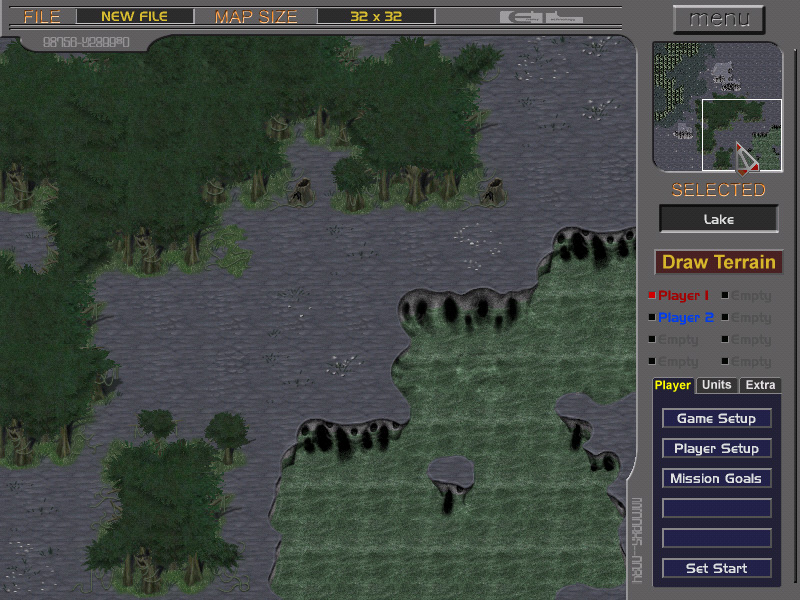 FILE NEW FILE MAP SIZE 32 x 32
menu
SELECTED
Lake
Draw Terrain
Player 1 Empty
Player 2 Empty
Empty Empty
Empty Empty
Player Units Extra
Game Setup
Player Setup
Mission Goals
Set Start